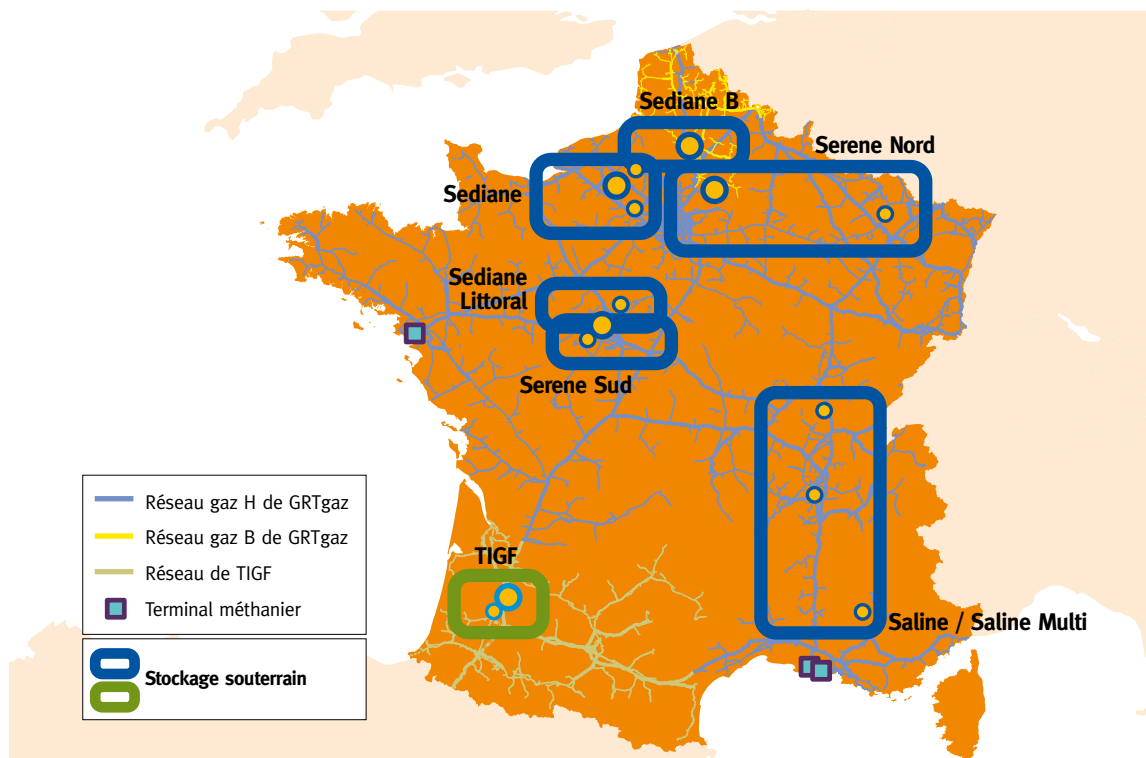 Sediane B
Serene Nord
Sediane
Sediane
Littoral
Serene Sud
Réseau gaz H de GRTgaz
Réseau gaz B de GRTgaz
Réseau de TIGF
Terminal méthanier
Stockage souterrain
TIGF
Saline / Saline Multi